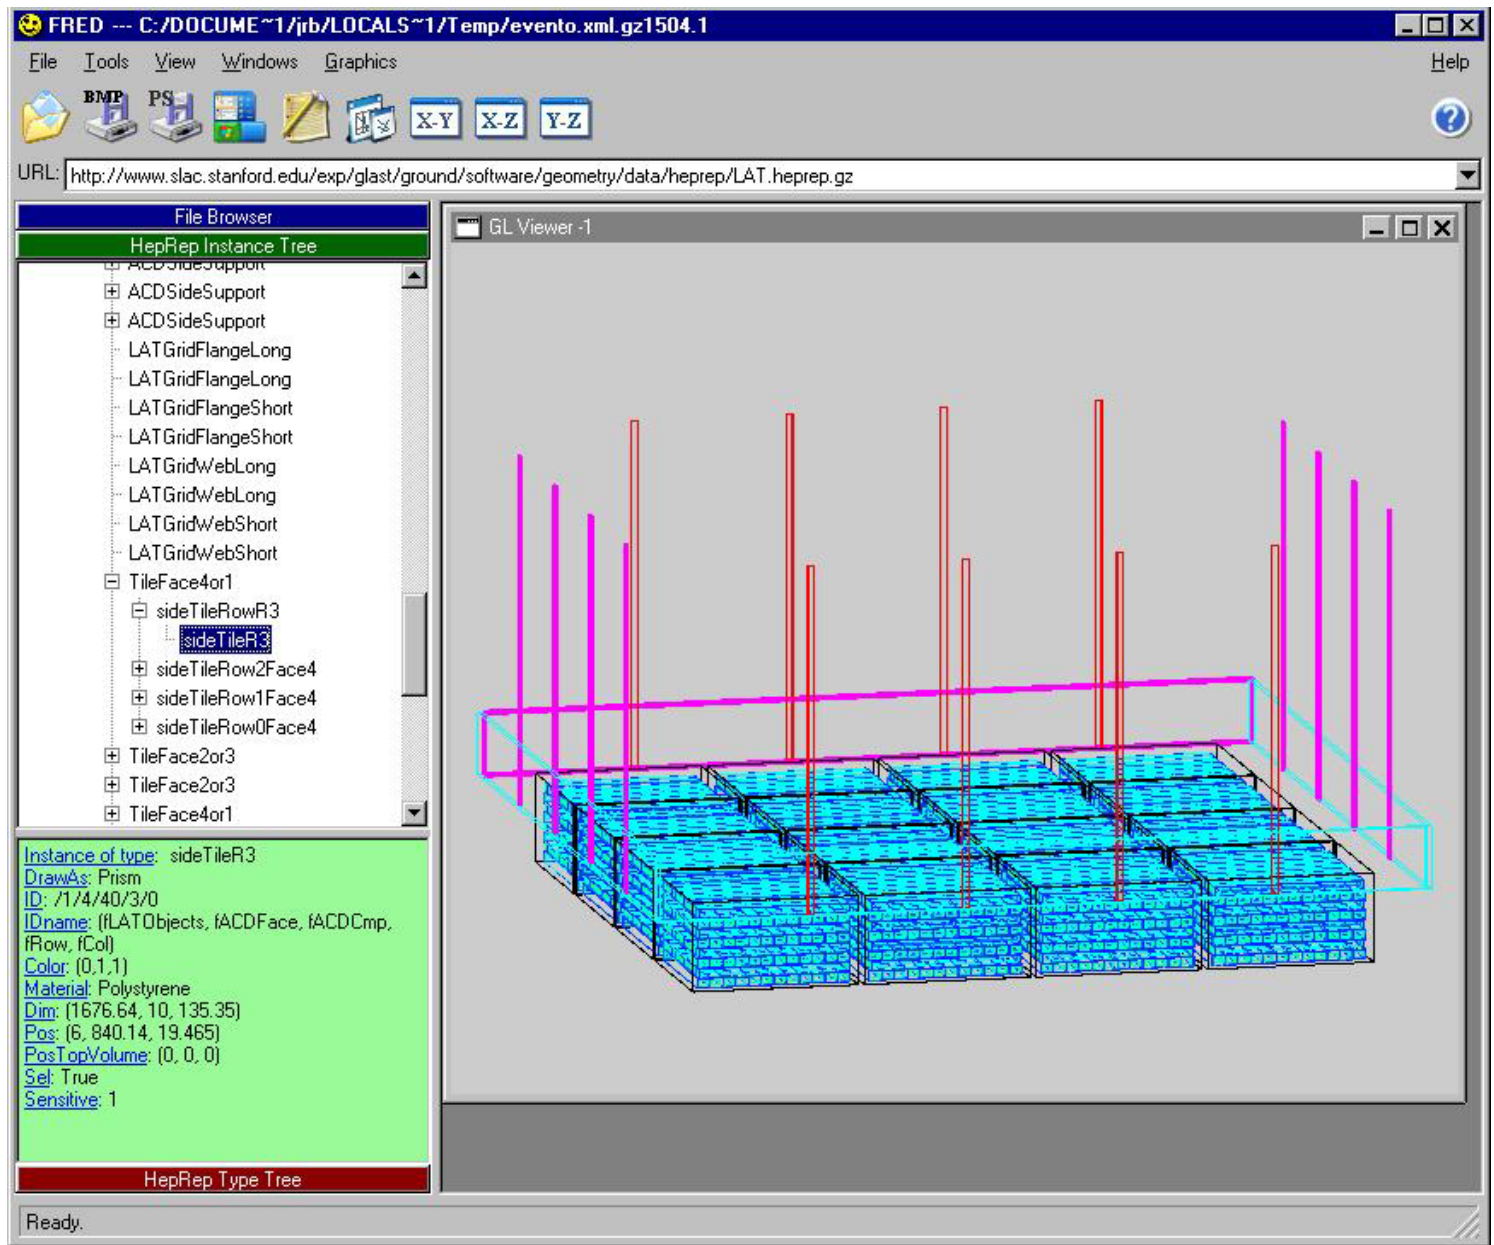 FRED --- C:/DOCUME~1/jrb/LOCALS~1/Temp/evento.xml.gz1504.1
File Tools View Windows Graphics Help
BMP PS X-Y X-Z Y-Z ?
URL: http://www.slac.stanford.edu/exp/glast/ground/software/geometry/data/heprep/LAT.heprep.gz
File Browser
HepRep Instance Tree
ACDSideSupport
ACDSideSupport
ACDSideSupport
LATGridFlangeLong
LATGridFlangeLong
LATGridFlangeShort
LATGridFlangeShort
LATGridWebLong
LATGridWebLong
LATGridWebShort
LATGridWebShort
TileFace4or1
sideTileRowR3
sideTileR3
sideTileRow2Face4
sideTileRow1Face4
sideTileRow0Face4
TileFace2or3
TileFace2or3
TileFace4or1
Instance of type: sideTileR3
DrawAs: Prism
ID: /1/4/40/3/0
IDname: (fLATObjects, fACDFace, fACDCmp,
fRow, fCol)
Color: (0,1,1)
Material: Polystyrene
Dim: (1676.64, 10, 135.35)
Pos: (6, 840.14, 19.465)
PosTopVolume: (0, 0, 0)
Sel: True
Sensitive: 1
HepRep Type Tree
GL Viewer -1
Ready.